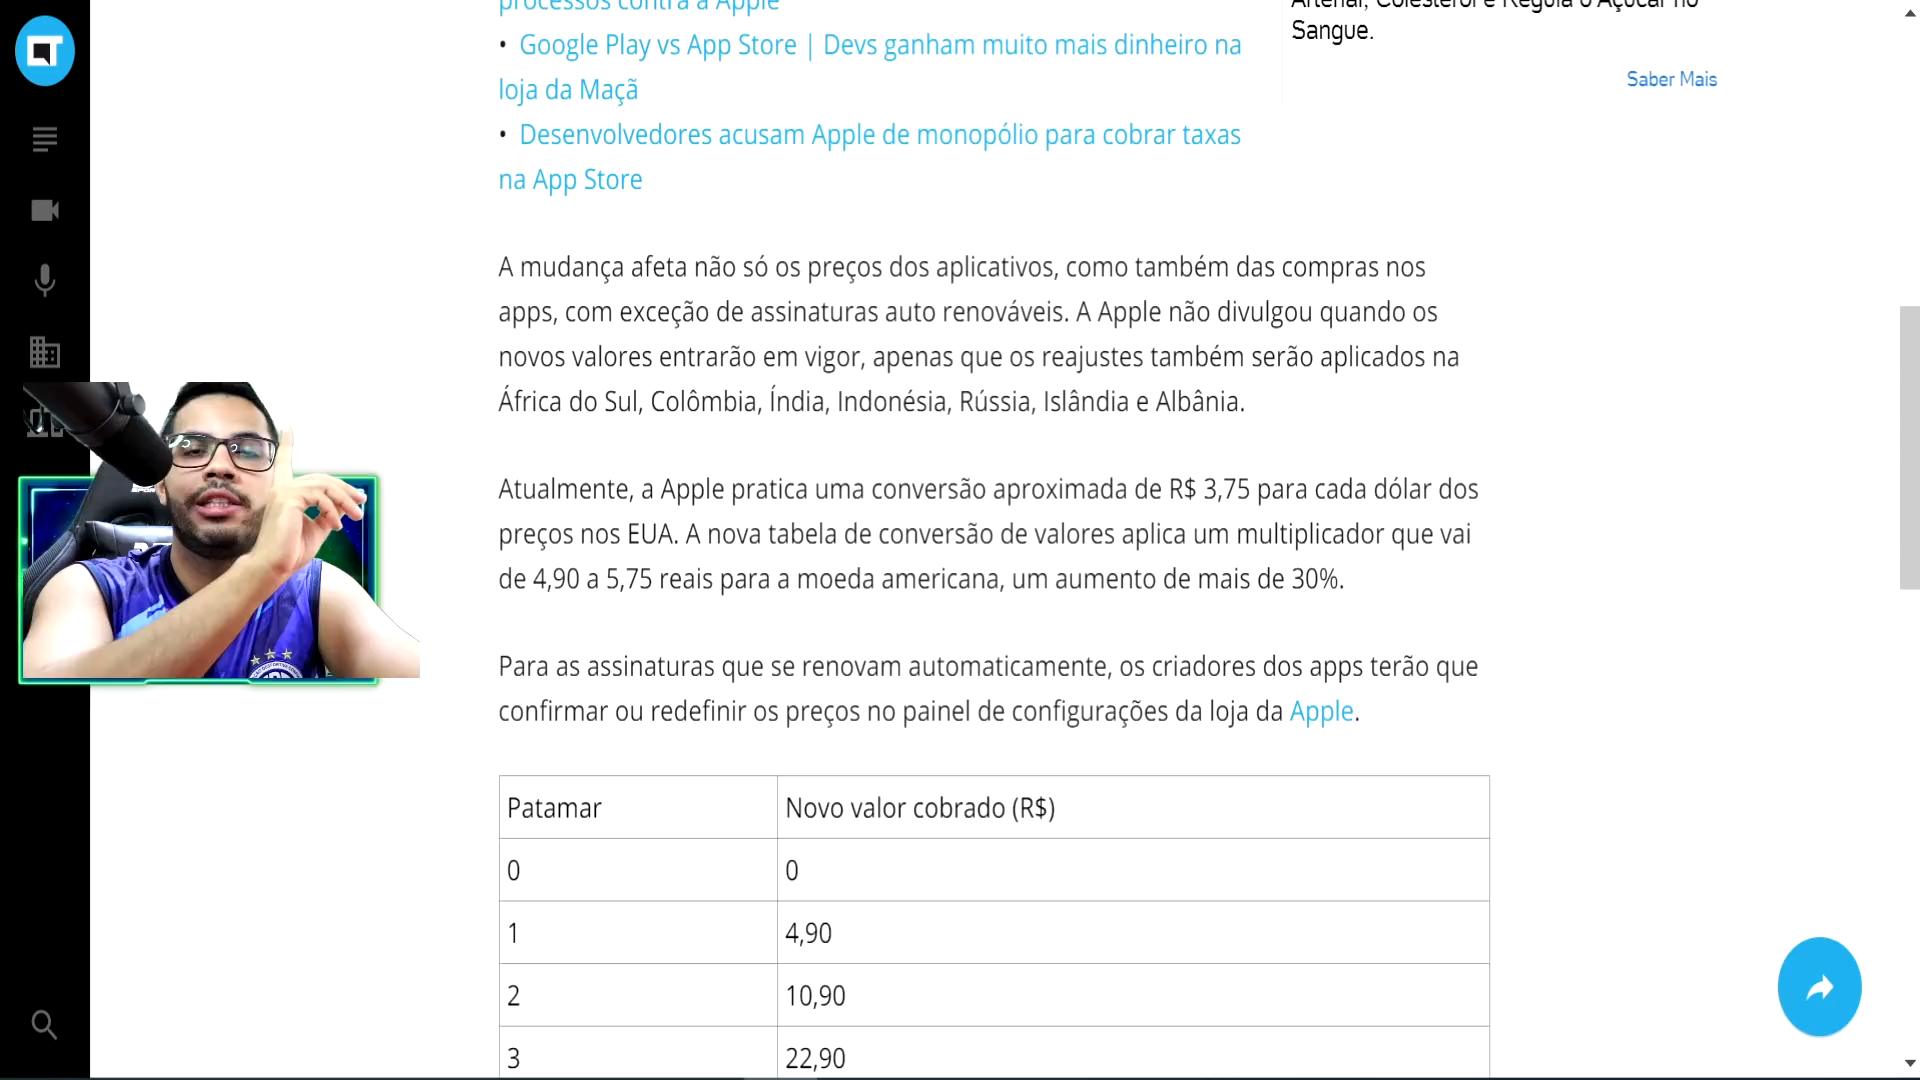 processos contra a Apple
• Google Play vs App Store | Devs ganham muito mais dinheiro na
loja da Maçã
• Desenvolvedores acusam Apple de monopólio para cobrar taxas
na App Store
Arterial, Colesterol e Regula o Açúcar no
Sangue.
Saber Mais
A mudança afeta não só os preços dos aplicativos, como também das compras nos
apps, com exceção de assinaturas auto renováveis. A Apple não divulgou quando os
novos valores entrarão em vigor, apenas que os reajustes também serão aplicados na
África do Sul, Colômbia, Índia, Indonésia, Rússia, Islândia e Albânia.
Atualmente, a Apple pratica uma conversão aproximada de R$ 3,75 para cada dólar dos
preços nos EUA. A nova tabela de conversão de valores aplica um multiplicador que vai
de 4,90 a 5,75 reais para a moeda americana, um aumento de mais de 30%.
Para as assinaturas que se renovam automaticamente, os criadores dos apps terão que
confirmar ou redefinir os preços no painel de configurações da loja da Apple.
Patamar Novo valor cobrado (R$)
0 0
1 4,90
2 10,90
3 22,90